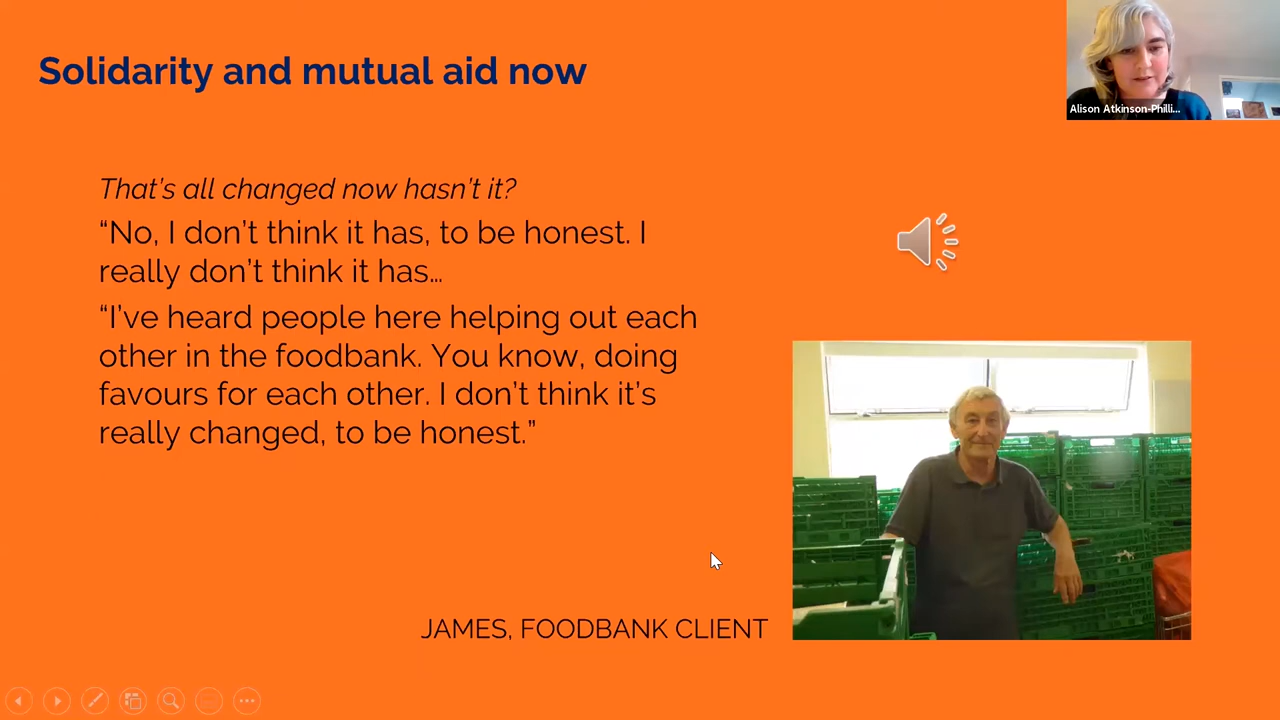 Solidarity and mutual aid now
Alison Atkinson-Philli...
That's all changed now hasn't it?
“No, I don't think it has, to be honest. I
really don't think it has…
“I've heard people here helping out each
other in the foodbank. You know, doing
favours for each other. I don't think it's
really changed, to be honest.”
JAMES, FOODBANK CLIENT